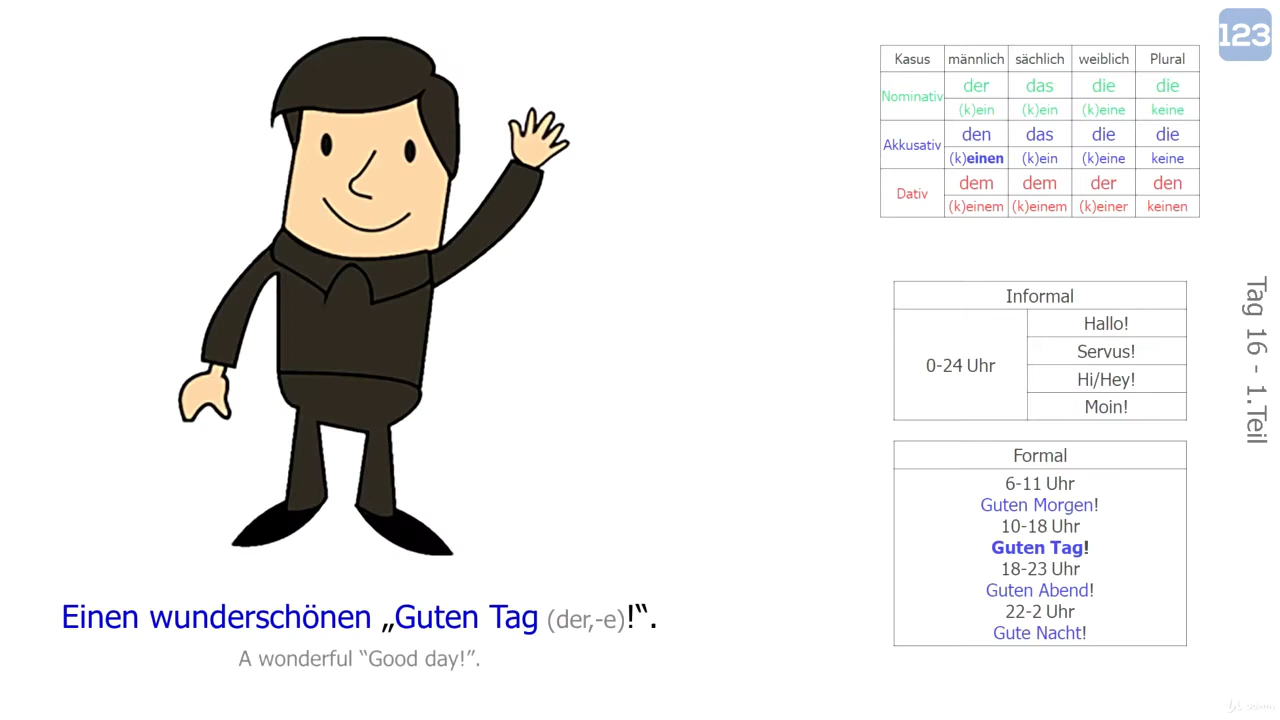 123
Kasus männlich sächlich weiblich Plural
Nominativ
der das die die
(k)ein (k)ein (k)eine keine
Akkusativ
den das die die
(k)einen (k)ein (k)eine keine
Dativ
dem dem der den
(k)einem (k)einem (k)einer keinen
Informal
0-24 Uhr
Hallo!
Servus!
Hi/Hey!
Moin!
Formal
6-11 Uhr
Guten Morgen!
10-18 Uhr
Guten Tag!
18-23 Uhr
Guten Abend!
22-2 Uhr
Gute Nacht!
Tag 16 - 1.Teil
Einen wunderschönen „Guten Tag (der,-e)!“.
A wonderful “Good day!”.